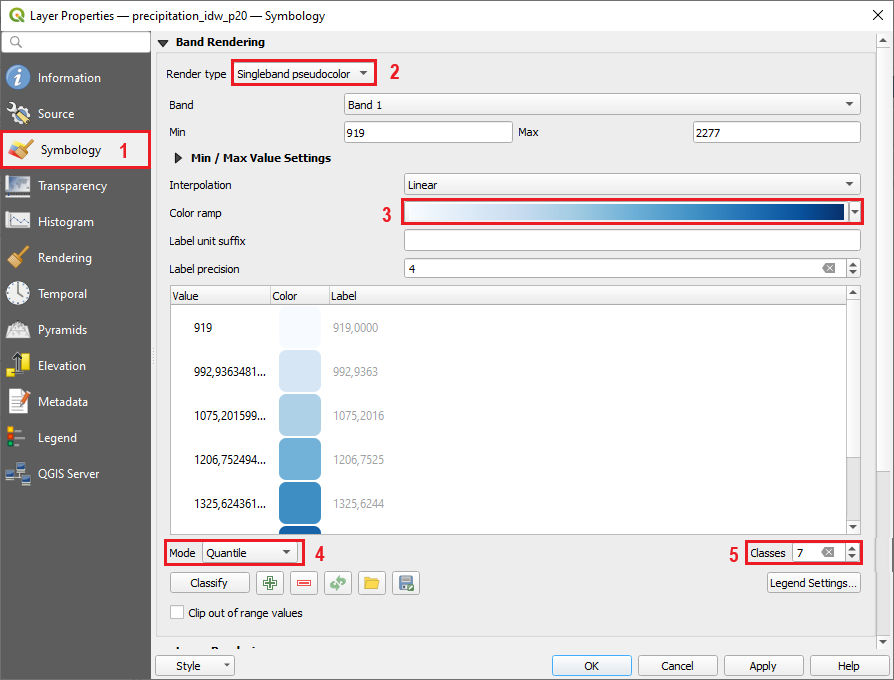 Layer Properties — precipitation_idw_p20 — Symbology
Information
Source
Symbology 1
Transparency
Histogram
Rendering
Temporal
Pyramids
Elevation
Metadata
Legend
QGIS Server
Band Rendering
Render type Singleband pseudocolor 2
Band Band 1
Min 919 Max 2277
Min / Max Value Settings
Interpolation Linear
3 Color ramp
Label unit suffix
Label precision 4
Value Color Label
919 919,0000
992,9363481... 992,9363
1075,201599... 1075,2016
1206,752494... 1206,7525
1325,624361... 1325,6244
Mode Quantile 4 5 Classes 7
Classify Legend Settings...
Clip out of range values
Style OK Cancel Apply Help